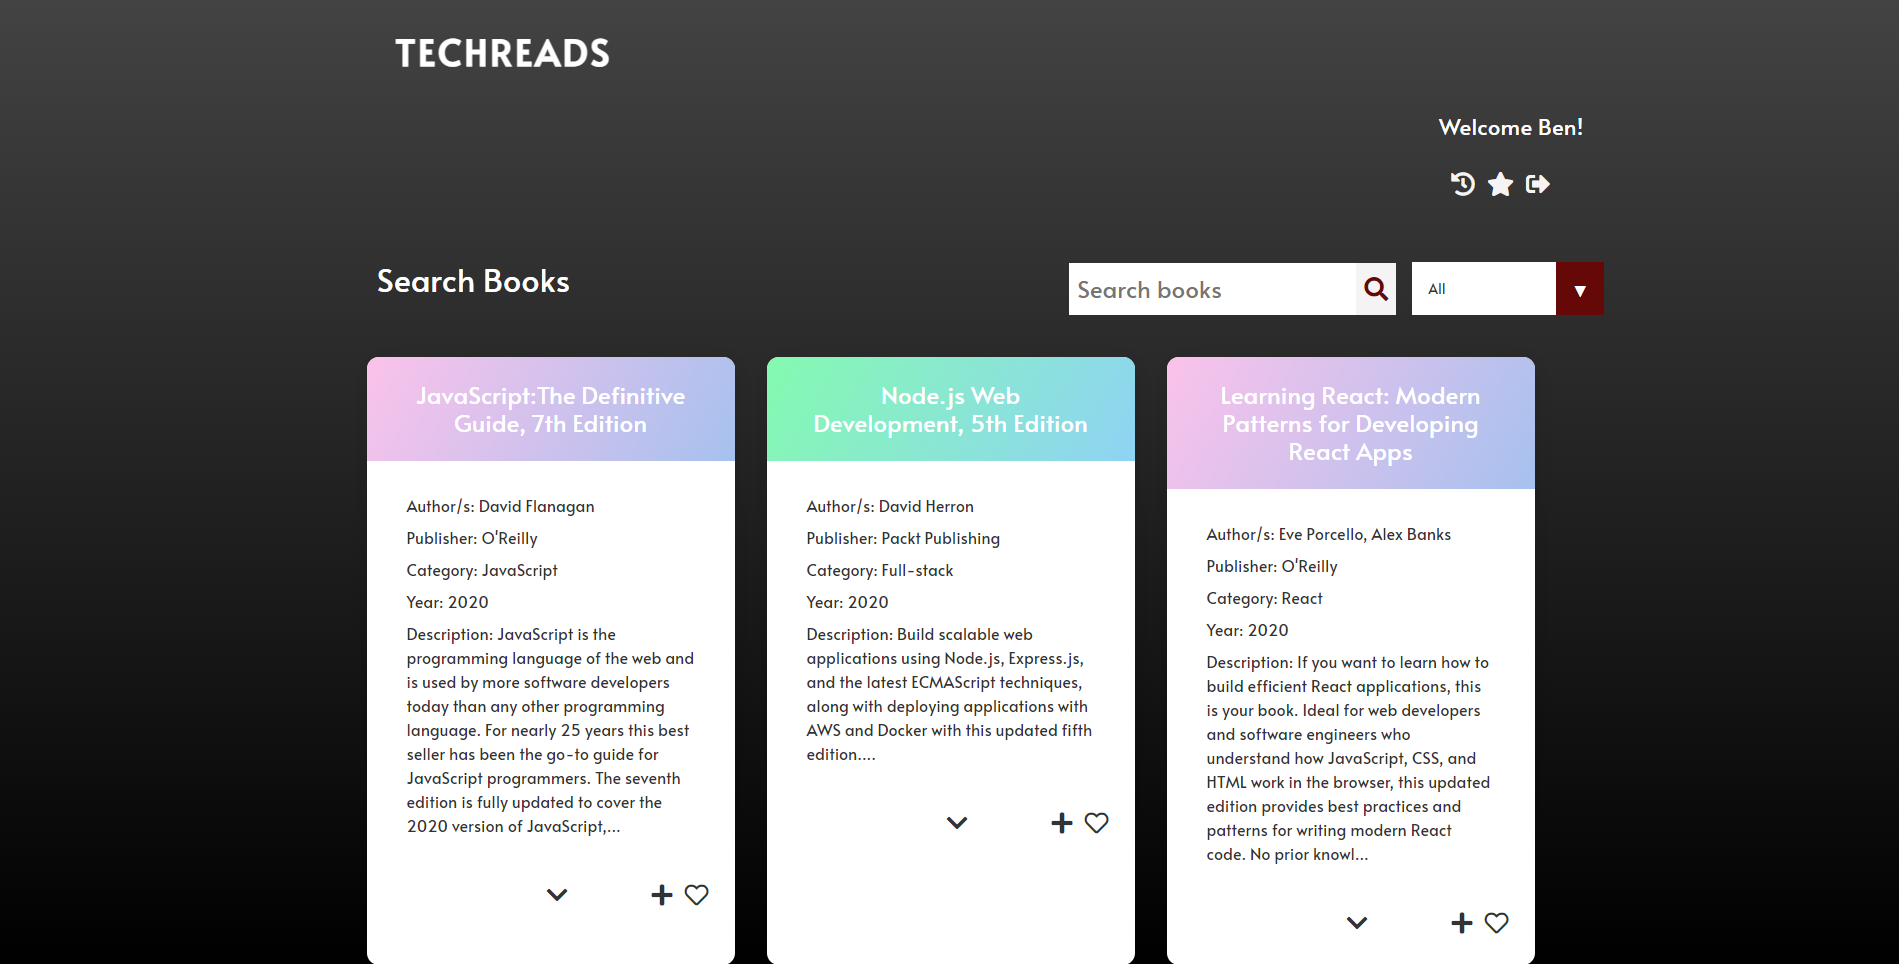 TECHREADS
Welcome Ben!
Search Books
Search books
All
JavaScript:The Definitive
Guide, 7th Edition
Author/s: David Flanagan
Publisher: O'Reilly
Category: JavaScript
Year: 2020
Description: JavaScript is the
programming language of the web and
is used by more software developers
today than any other programming
language. For nearly 25 years this best
seller has been the go-to guide for
JavaScript programmers. The seventh
edition is fully updated to cover the
2020 version of JavaScript,...
Node.js Web
Development, 5th Edition
Author/s: David Herron
Publisher: Packt Publishing
Category: Full-stack
Year: 2020
Description: Build scalable web
applications using Node.js, Express.js,
and the latest ECMAScript techniques,
along with deploying applications with
AWS and Docker with this updated fifth
edition....
Learning React: Modern
Patterns for Developing
React Apps
Author/s: Eve Porcello, Alex Banks
Publisher: O'Reilly
Category: React
Year: 2020
Description: If you want to learn how to
build efficient React applications, this
is your book. Ideal for web developers
and software engineers who
understand how JavaScript, CSS, and
HTML work in the browser, this updated
edition provides best practices and
patterns for writing modern React
code. No prior knowl...